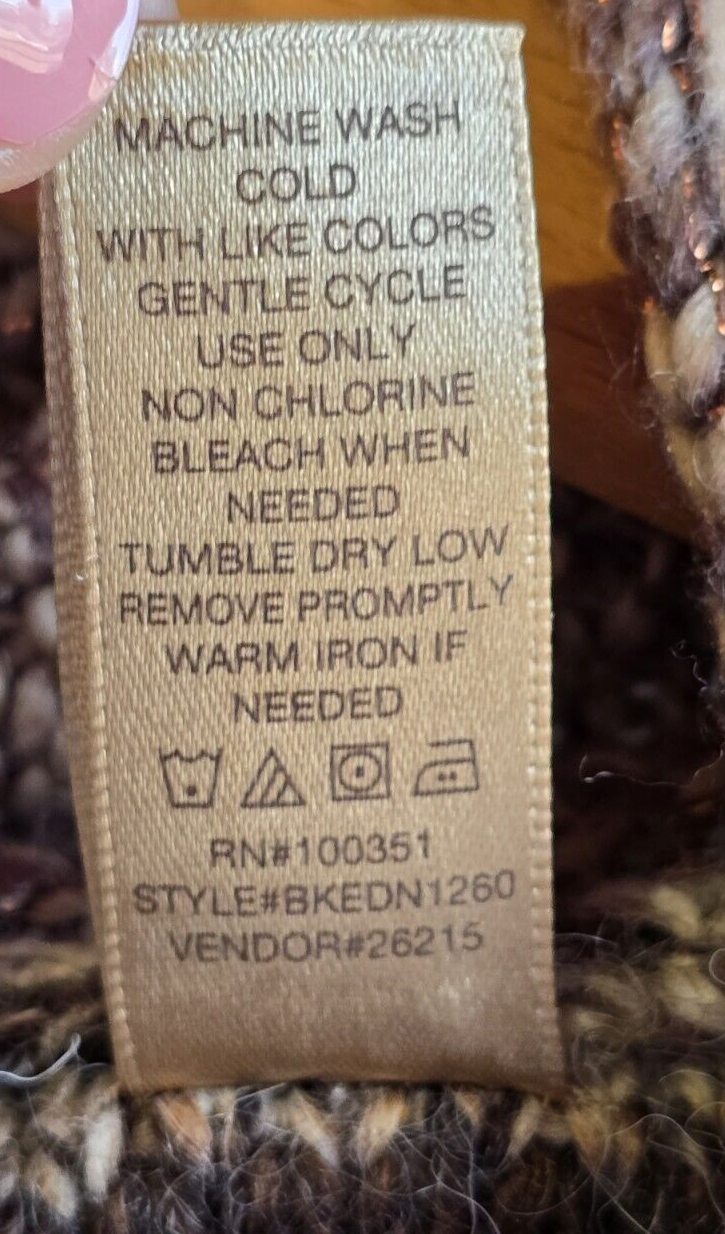 MACHINE WASH
COLD
WITH LIKE COLORS
GENTLE CYCLE
USE ONLY
NON CHLORINE
BLEACH WHEN
NEEDED
TUMBLE DRY LOW
REMOVE PROMPTLY
WARM IRON IF
NEEDED
RN#100351
STYLE#BKEDN1260
VENDOR#26215